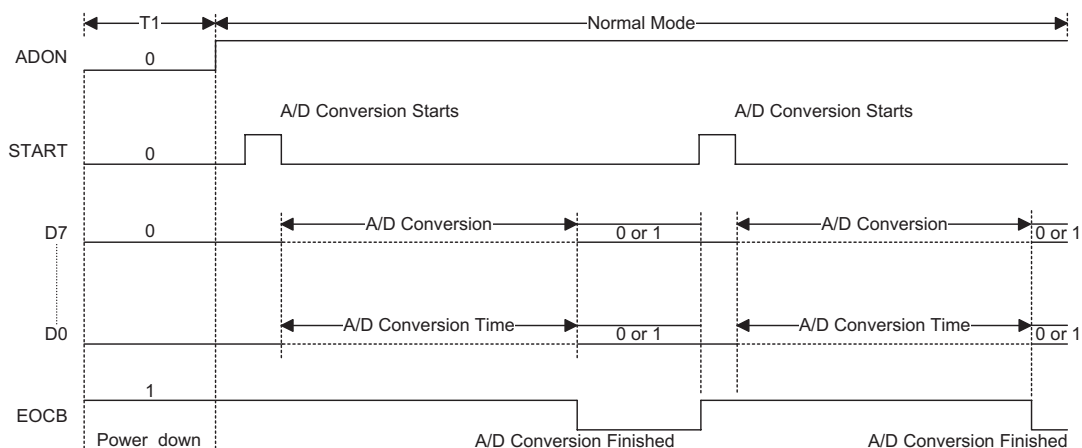 T1 Normal Mode
ADON 0
A/D Conversion Starts A/D Conversion Starts
START 0
A/D Conversion A/D Conversion
D7 0 0 or 1 0 or 1
A/D Conversion Time A/D Conversion Time
D0 0 or 1 0 or 1
1
EOCB
Power down A/D Conversion Finished A/D Conversion Finished